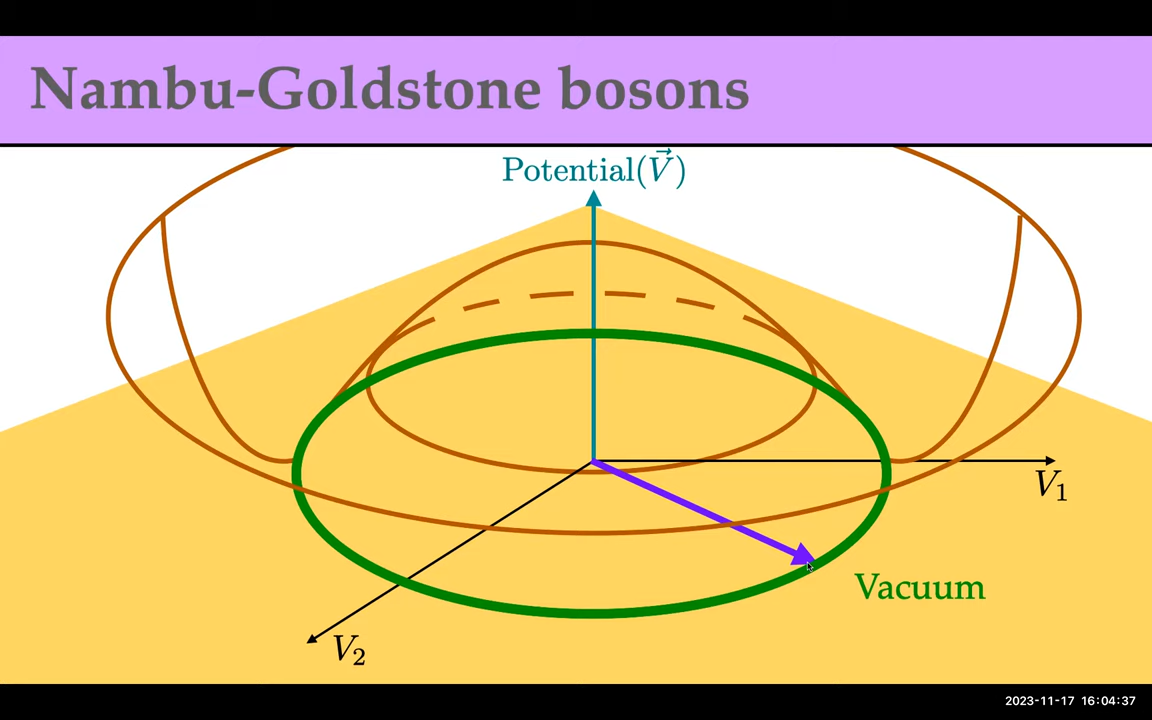 Nambu-Goldstone bosons
Potential(V⃗)
V₁
Vacuum
V₂
2023-11-17 16:04:37